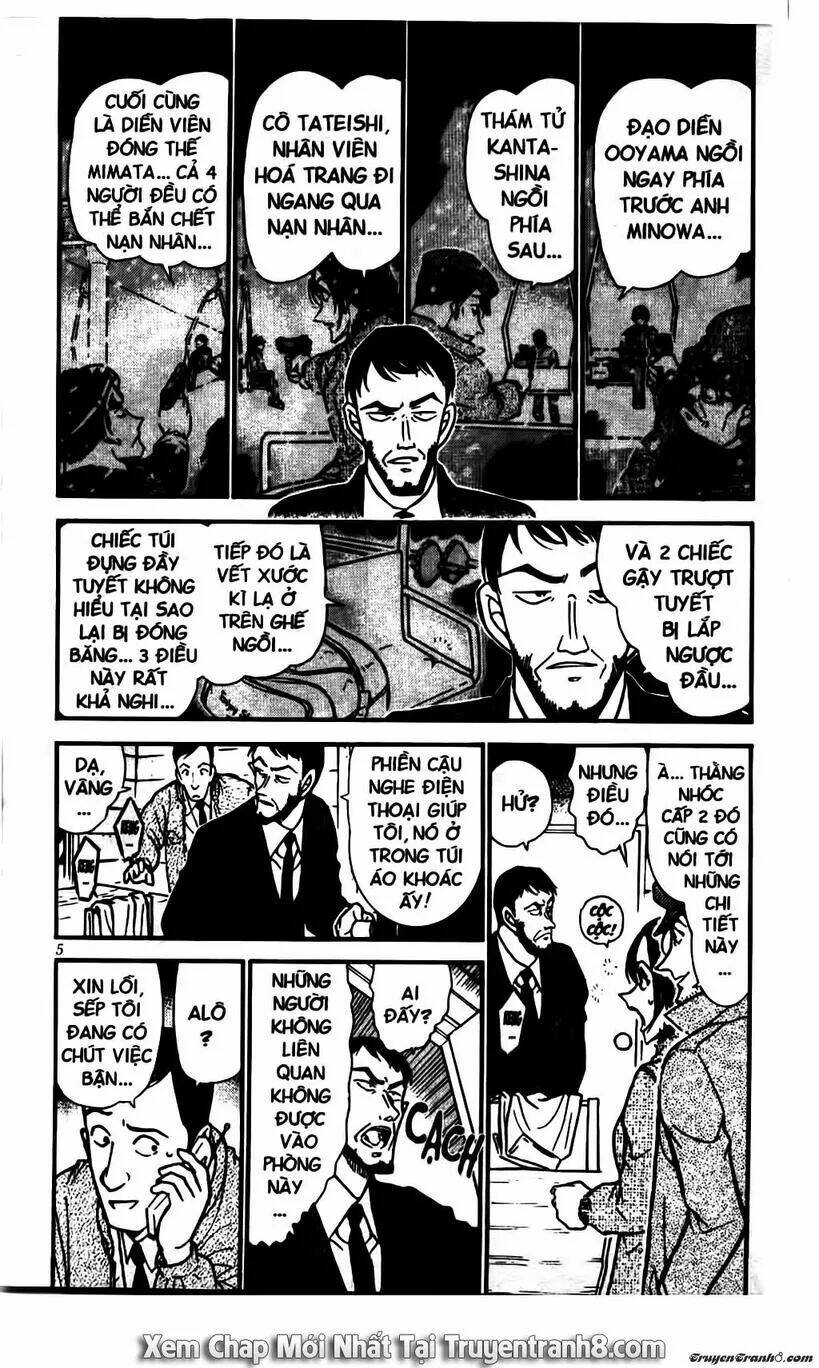 ĐẠO DIỄN
OOYAMA NGỒI
NGAY PHÍA
TRƯỚC ANH
MINOWA...
THÁM TỬ
KANTA-
SHINA
NGỒI
PHÍA
SAU...
CÔ TATEISHI,
NHÂN VIÊN
HOÁ TRANG ĐI
NGANG QUA
NẠN NHÂN...
CUỐI CÙNG
LÀ DIỄN VIÊN
ĐÓNG THẾ
MIMATA... CẢ 4
NGƯỜI ĐỀU CÓ
THỂ BẮN CHẾT
NẠN NHÂN...
VÀ 2 CHIẾC
GẬY TRƯỢT
TUYẾT
BỊ LẮP
NGƯỢC
ĐẦU...
TIẾP ĐÓ LÀ
VẾT XƯỚC
KÌ LẠ Ở
TRÊN GHẾ
NGỒI...
CHIẾC TÚI
ĐỰNG ĐẦY
TUYẾT KHÔNG
HIỂU TẠI SAO
LẠI BỊ ĐÓNG
BĂNG... 3 ĐIỀU
NÀY RẤT
KHẢ NGHI...
À... THẰNG
NHÓC
CẤP 2 ĐÓ
CŨNG CÓ
NÓI TỚI
NHỮNG
CHI
TIẾT
NÀY
...
NHƯNG
ĐIỀU
ĐÓ...
HỬ?
CỘC
CỘC!
RENG
...
PHIỀN CẬU
NGHE ĐIỆN
THOẠI GIÚP
TÔI, NÓ Ở
TRONG TÚI
ÁO KHOÁC
ẤY!
DẠ,
VÂNG
...
RENG
...
RENG
...
5
AI
ĐẤY?
CẠCH
NHỮNG
NGƯỜI
KHÔNG
LIÊN
QUAN
KHÔNG
ĐƯỢC
VÀO
PHÒNG
NÀY
...
ALÔ
?
XIN LỖI,
SẾP TÔI
ĐANG CÓ
CHÚT VIỆC
BẬN...
Xem Chap Mới Nhất Tại Truyentranh8.com
TruyenTranh8.com